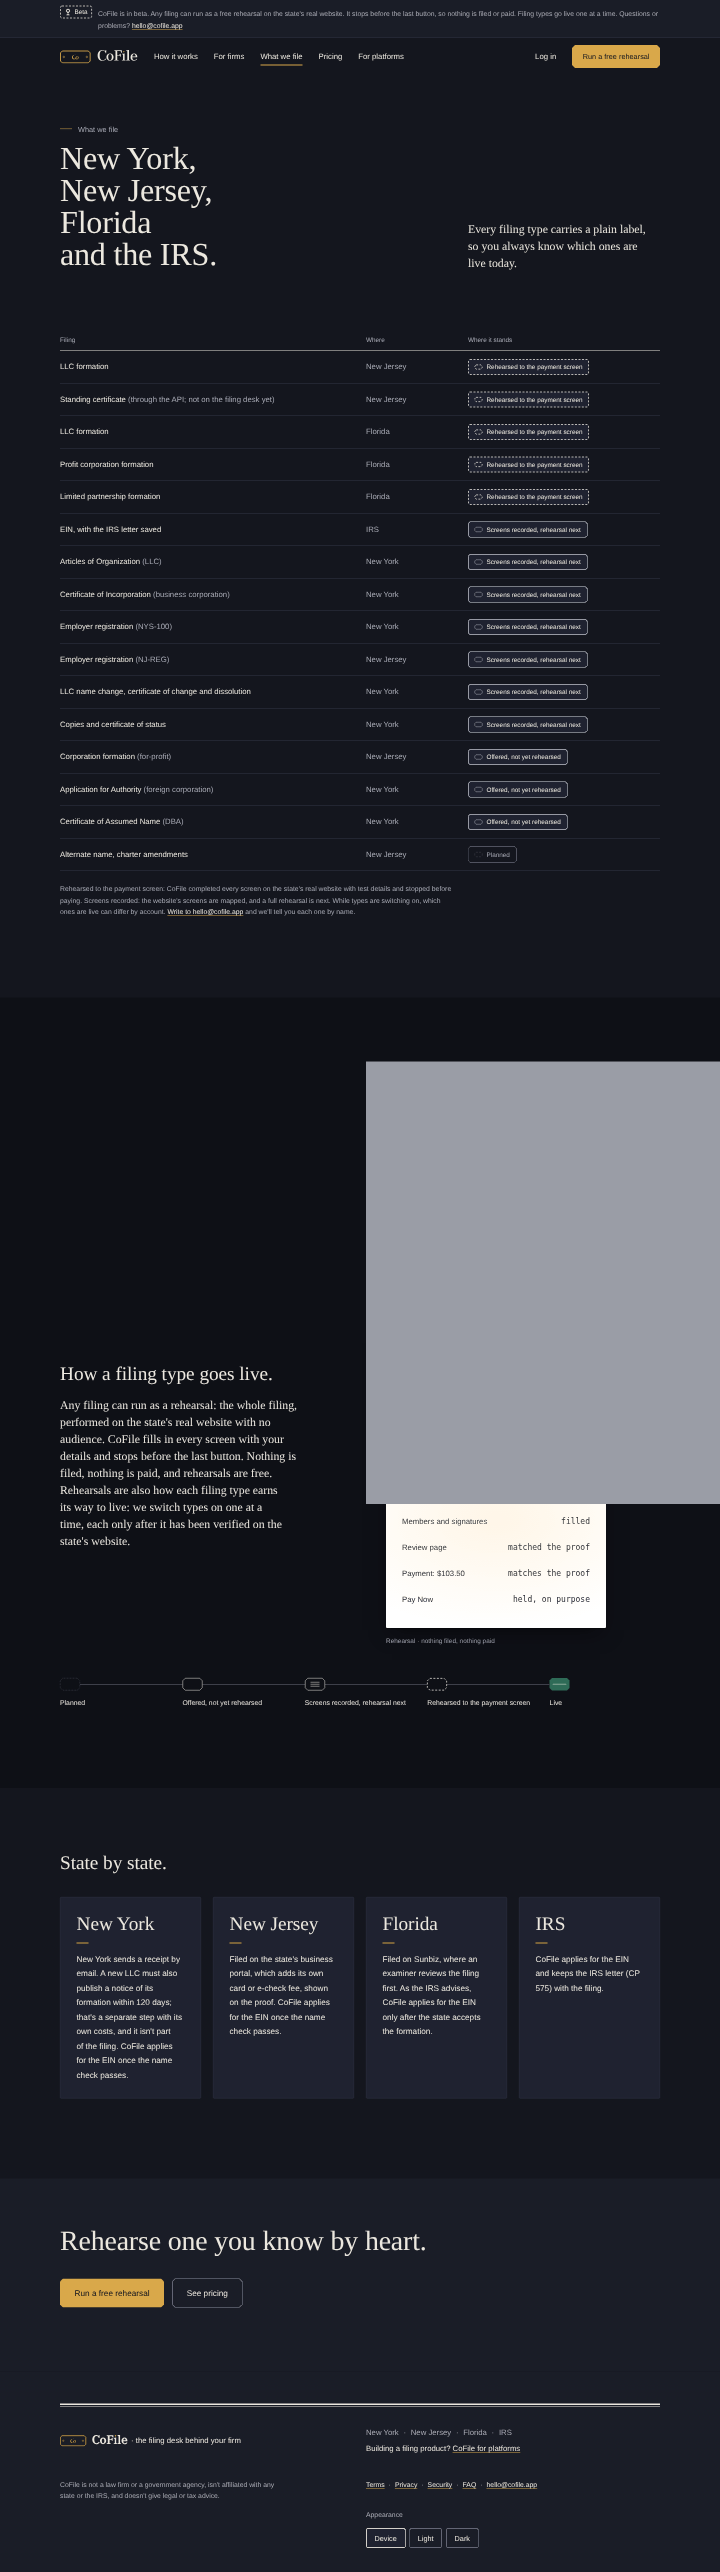 Beta
CoFile is in beta. Any filing can run as a free rehearsal on the state's real website. It stops before the last button, so nothing is filed or paid. Filing types go live one at a time. Questions or
problems? hello@cofile.app
Co CoFile How it works For firms What we file Pricing For platforms Log in Run a free rehearsal
What we file
New York,
New Jersey,
Florida
and the IRS.
Every filing type carries a plain label,
so you always know which ones are
live today.
Filing Where Where it stands
LLC formation New Jersey Rehearsed to the payment screen
Standing certificate (through the API; not on the filing desk yet) New Jersey Rehearsed to the payment screen
LLC formation Florida Rehearsed to the payment screen
Profit corporation formation Florida Rehearsed to the payment screen
Limited partnership formation Florida Rehearsed to the payment screen
EIN, with the IRS letter saved IRS Screens recorded, rehearsal next
Articles of Organization (LLC) New York Screens recorded, rehearsal next
Certificate of Incorporation (business corporation) New York Screens recorded, rehearsal next
Employer registration (NYS-100) New York Screens recorded, rehearsal next
Employer registration (NJ-REG) New Jersey Screens recorded, rehearsal next
LLC name change, certificate of change and dissolution New York Screens recorded, rehearsal next
Copies and certificate of status New York Screens recorded, rehearsal next
Corporation formation (for-profit) New Jersey Offered, not yet rehearsed
Application for Authority (foreign corporation) New York Offered, not yet rehearsed
Certificate of Assumed Name (DBA) New York Offered, not yet rehearsed
Alternate name, charter amendments New Jersey Planned
Rehearsed to the payment screen: CoFile completed every screen on the state's real website with test details and stopped before
paying. Screens recorded: the website's screens are mapped, and a full rehearsal is next. While types are switching on, which
ones are live can differ by account. Write to hello@cofile.app and we'll tell you each one by name.
How a filing type goes live.
Any filing can run as a rehearsal: the whole filing,
performed on the state's real website with no
audience. CoFile fills in every screen with your
details and stops before the last button. Nothing is
filed, nothing is paid, and rehearsals are free.
Rehearsals are also how each filing type earns
its way to live: we switch types on one at a
time, each only after it has been verified on the
state's website.
Members and signatures filled
Review page matched the proof
Payment: $103.50 matches the proof
Pay Now held, on purpose
Rehearsal · nothing filed, nothing paid
Planned Offered, not yet rehearsed Screens recorded, rehearsal next Rehearsed to the payment screen Live
State by state.
New York
New York sends a receipt by
email. A new LLC must also
publish a notice of its
formation within 120 days;
that's a separate step with its
own costs, and it isn't part
of the filing. CoFile applies
for the EIN once the name
check passes.
New Jersey
Filed on the state's business
portal, which adds its own
card or e-check fee, shown
on the proof. CoFile applies
for the EIN once the name
check passes.
Florida
Filed on Sunbiz, where an
examiner reviews the filing
first. As the IRS advises,
CoFile applies for the EIN
only after the state accepts
the formation.
IRS
CoFile applies for the EIN
and keeps the IRS letter (CP
575) with the filing.
Rehearse one you know by heart.
Run a free rehearsal See pricing
Co CoFile · the filing desk behind your firm
New York · New Jersey · Florida · IRS
Building a filing product? CoFile for platforms
CoFile is not a law firm or a government agency, isn't affiliated with any
state or the IRS, and doesn't give legal or tax advice.
Terms · Privacy · Security · FAQ · hello@cofile.app
Appearance
Device Light Dark